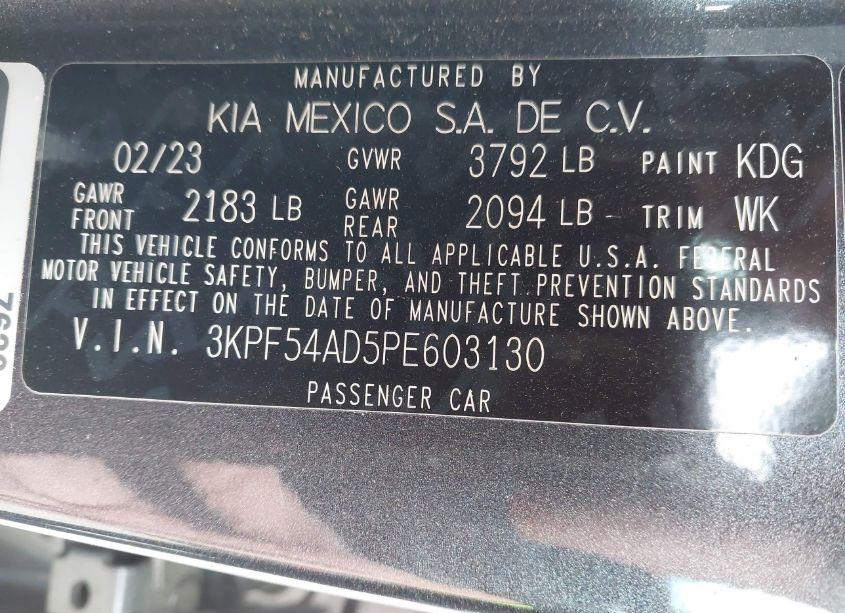 MANUFACTURED BY
KIA MEXICO S.A. DE C.V.
02/23 GVWR 3792 LB PAINT KDG
GAWR FRONT 2183 LB GAWR REAR 2094 LB TRIM WK
THIS VEHICLE CONFORMS TO ALL APPLICABLE U.S.A. FEDERAL
MOTOR VEHICLE SAFETY, BUMPER, AND THEFT PREVENTION STANDARDS
IN EFFECT ON THE DATE OF MANUFACTURE SHOWN ABOVE.
V.I.N. 3KPF54AD5PE603130
PASSENGER CAR